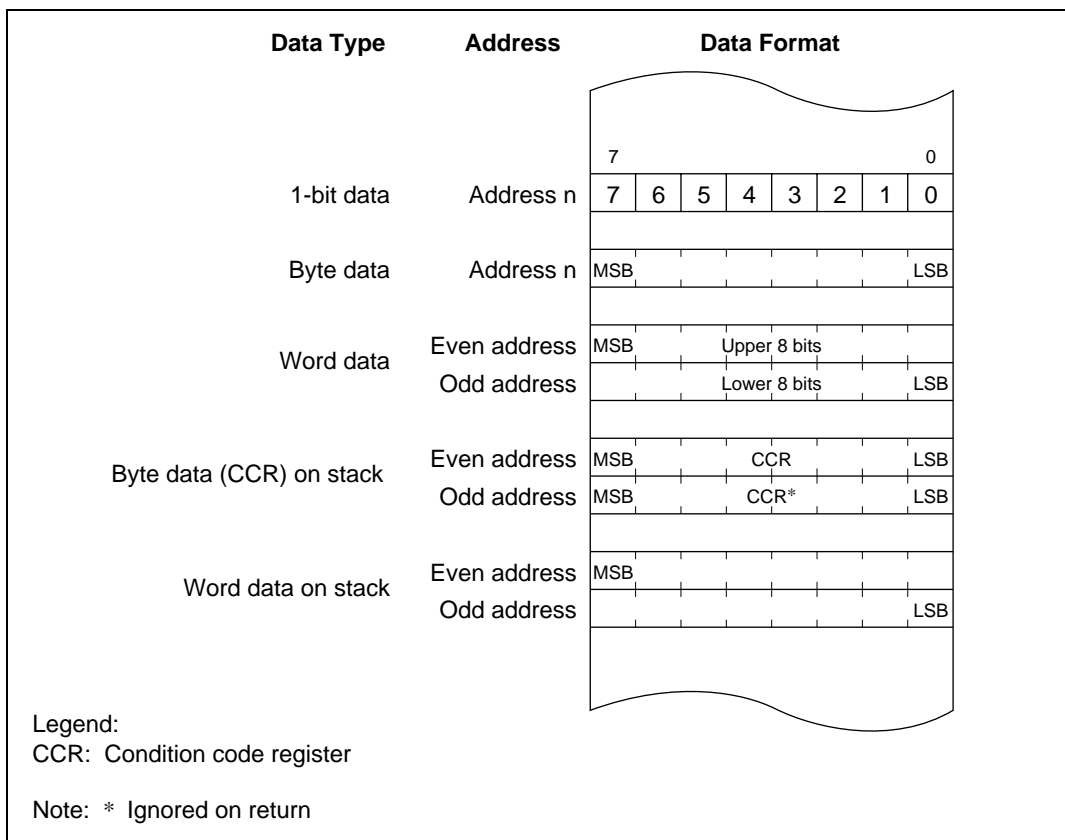 Data Type Address Data Format
7 0
1-bit data Address n 7 6 5 4 3 2 1 0
Byte data Address n MSB LSB
Word data
Even address MSB Upper 8 bits
Odd address Lower 8 bits LSB
Byte data (CCR) on stack
Even address MSB CCR LSB
Odd address MSB CCR* LSB
Word data on stack
Even address MSB
Odd address LSB
Legend:
CCR: Condition code register
Note: * Ignored on return